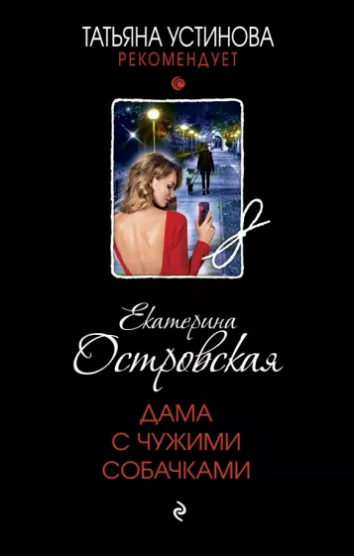 ТАТЬЯНА УСТИНОВА
РЕКОМЕНДУЕТ
Екатерина
Островская
ДАМА
С ЧУЖИМИ
СОБАЧКАМИ